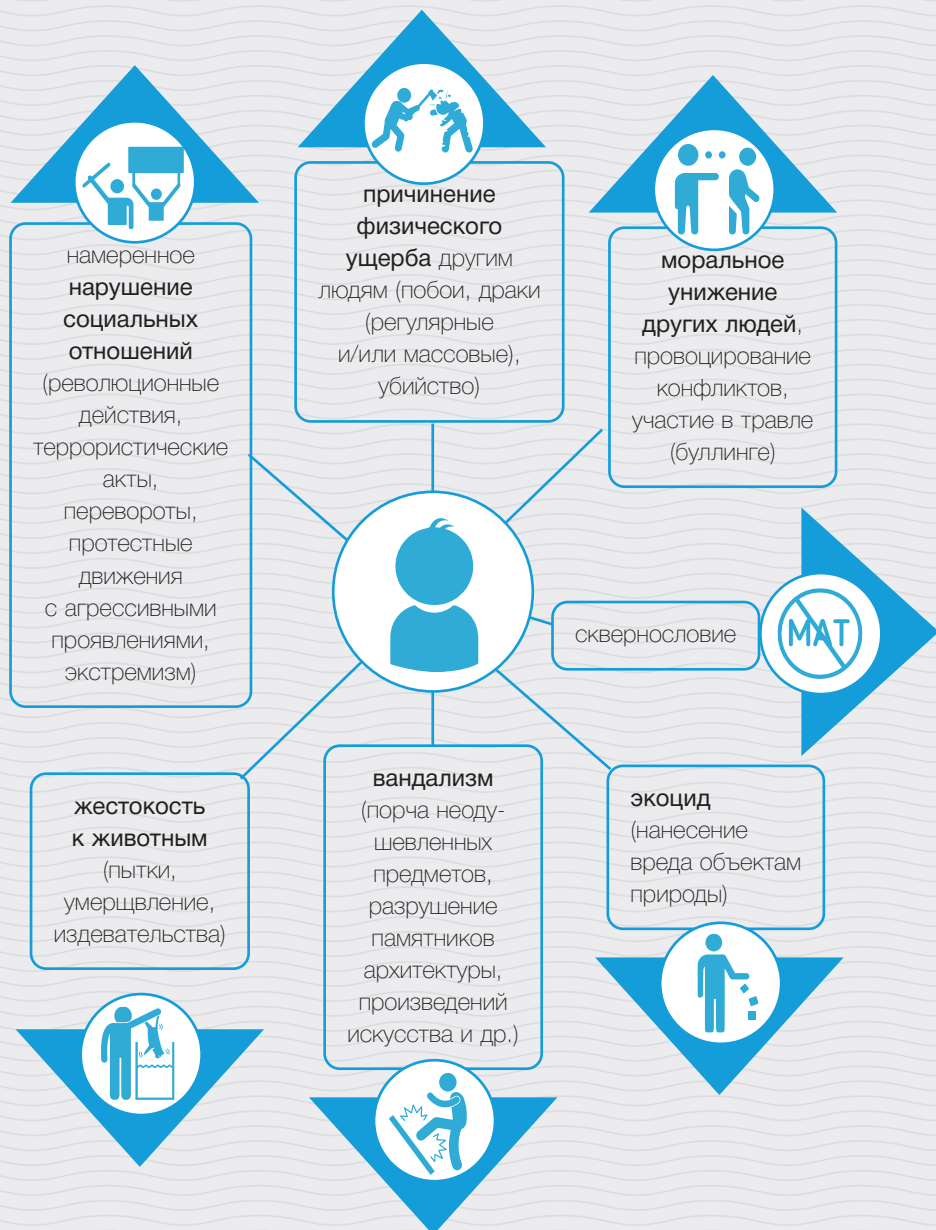 намеренное
нарушение
социальных
отношений
(революционные
действия,
террористические
акты,
перевороты,
протестные
движения
с агрессивными
проявлениями,
экстремизм)
причинение
физического
ущерба другим
людям (побои, драки
(регулярные
и/или массовые),
убийство)
моральное
унижение
других людей,
провоцирование
конфликтов,
участие в травле
(буллинге)
сквернословие
МАТ
жестокость
к животным
(пытки,
умерщвление,
издевательства)
вандализм
(порча неоду-
шевленных
предметов,
разрушение
памятников
архитектуры,
произведений
искусства и др.)
экоцид
(нанесение
вреда объектам
природы)